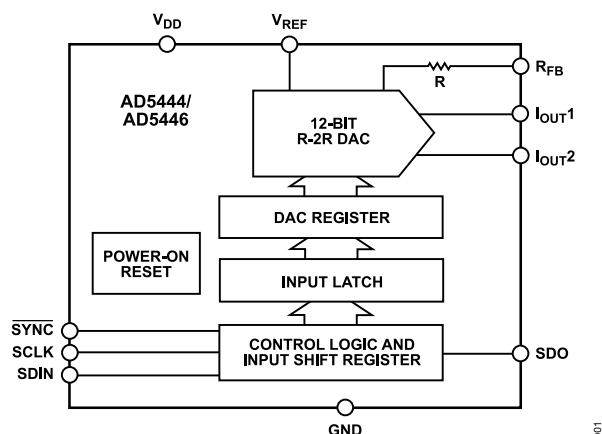 VDD
VREF
RFB
R
AD5444/
AD5446
12-BIT
R-2R DAC
IOUT1
IOUT2
DAC REGISTER
POWER-ON
RESET
INPUT LATCH
SYNC
SCLK
SDIN
CONTROL LOGIC AND
INPUT SHIFT REGISTER
SDO
GND
001